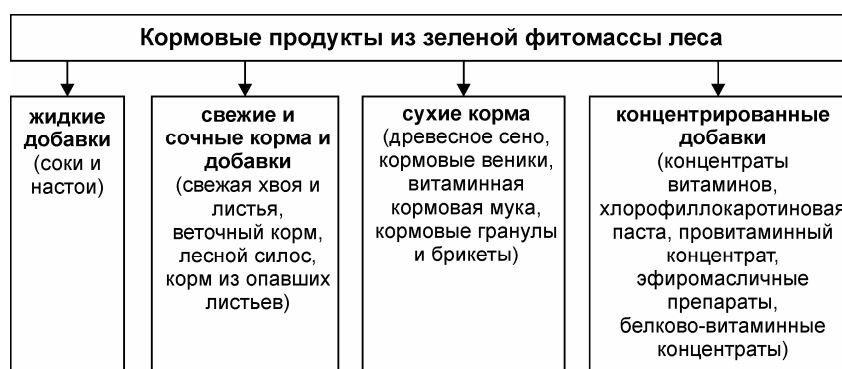 Кормовые продукты из зеленой фитомассы леса
жидкие
добавки
(соки и
настои)
свежие и
сочные корма и
добавки
(свежая хвоя и
листья,
веточный корм,
лесной силос,
корм из опавших
листьев)
сухие корма
(древесное сено,
кормовые веники,
витаминная
кормовая мука,
кормовые гранулы
и брикеты)
концентрированные
добавки
(концентраты
витаминов,
хлорофиллокаротиновая
паста, провитаминный
концентрат,
эфиромасличные
препараты,
белково-витаминные
концентраты)